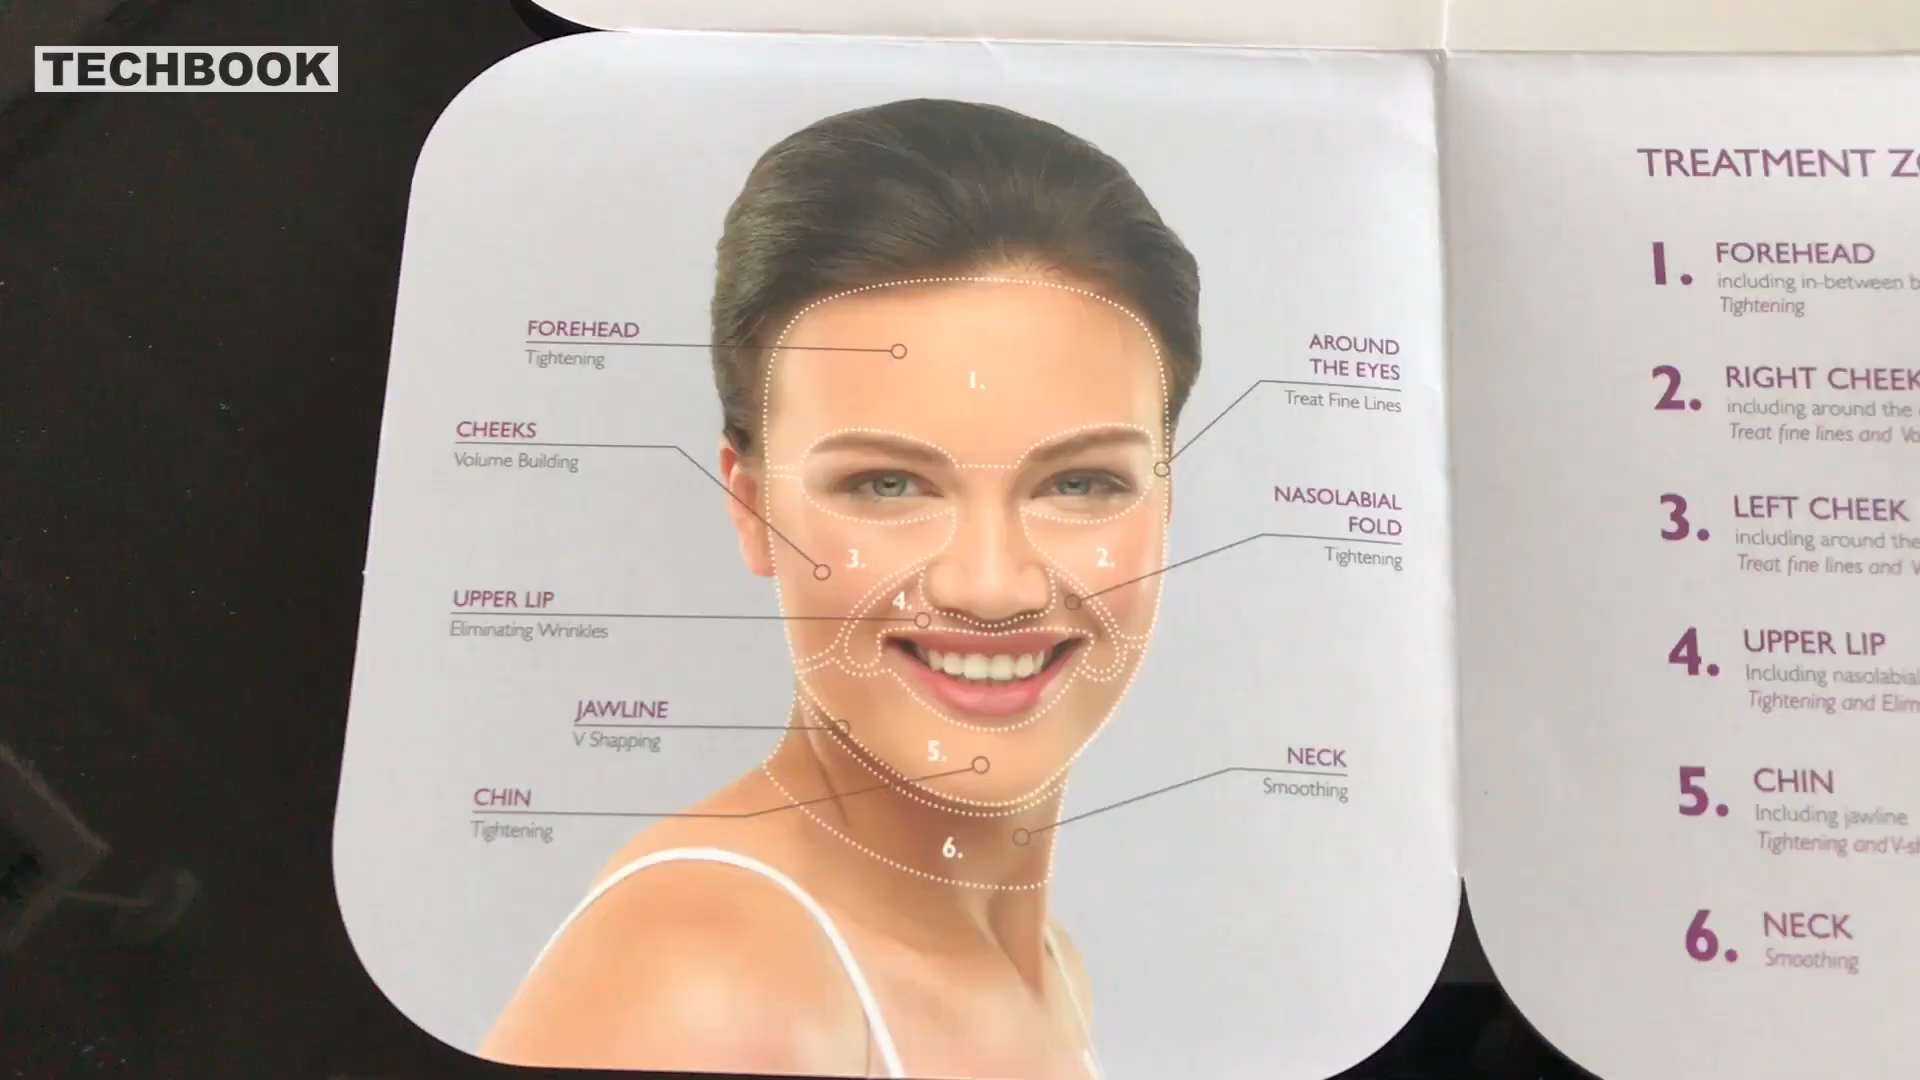 TECHBOOK
FOREHEAD
Tightening
CHEEKS
Volume Building
UPPER LIP
Eliminating Wrinkles
JAWLINE
V Shapping
CHIN
Tightening
AROUND
THE EYES
Treat Fine Lines
NASOLABIAL
FOLD
Tightening
NECK
Smoothing
1.
3.
2.
4.
5.
6.
TREATMENT
1. FOREHEAD
including in-between
Tightening
2. RIGHT CHEEK
including around the
Treat fine lines and
3. LEFT CHEEK
including around the
Treat fine lines and
4. UPPER LIP
Including nasolabial
Tightening and
5. CHIN
Including jawline
Tightening and
6. NECK
Smoothing